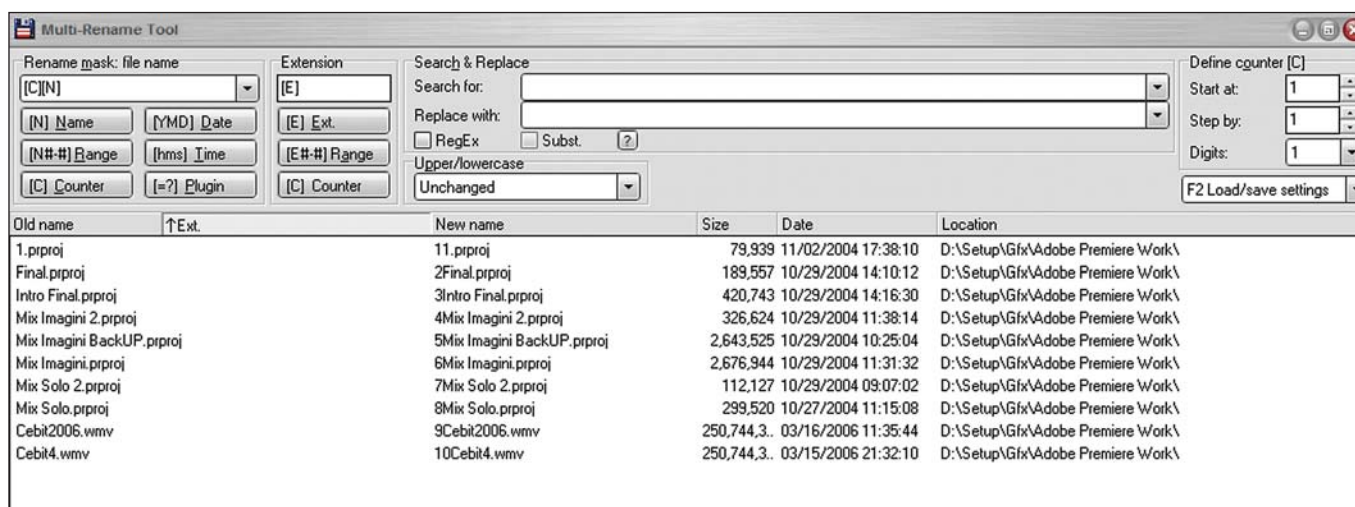 Multi-Rename Tool
Rename mask: file name
[C][N]
[N] Name
[YMD] Date
[N#-#] Range
[hms] Time
[C] Counter
[=?] Plugin
Extension
[E]
[E] Ext.
[E#-#] Range
[C] Counter
Search & Replace
Search for:
Replace with:
RegEx
Subst.
?
Upper/lowercase
Unchanged
Define counter [C]
Start at: 1
Step by: 1
Digits: 1
F2 Load/save settings
Old name ↑Ext. New name Size Date Location
1.prproj 11.prproj 79,939 11/02/2004 17:38:10 D:\Setup\Gfx\Adobe Premiere Work\
Final.prproj 2Final.prproj 189,557 10/29/2004 14:10:12 D:\Setup\Gfx\Adobe Premiere Work\
Intro Final.prproj 3Intro Final.prproj 420,743 10/29/2004 14:16:30 D:\Setup\Gfx\Adobe Premiere Work\
Mix Imagini 2.prproj 4Mix Imagini 2.prproj 326,624 10/29/2004 11:38:14 D:\Setup\Gfx\Adobe Premiere Work\
Mix Imagini BackUP.prproj 5Mix Imagini BackUP.prproj 2,643,525 10/29/2004 10:25:04 D:\Setup\Gfx\Adobe Premiere Work\
Mix Imagini.prproj 6Mix Imagini.prproj 2,676,944 10/29/2004 11:31:32 D:\Setup\Gfx\Adobe Premiere Work\
Mix Solo 2.prproj 7Mix Solo 2.prproj 112,127 10/29/2004 09:07:02 D:\Setup\Gfx\Adobe Premiere Work\
Mix Solo.prproj 8Mix Solo.prproj 299,520 10/27/2004 11:15:08 D:\Setup\Gfx\Adobe Premiere Work\
Cebit2006.wmv 9Cebit2006.wmv 250,744,3.. 03/16/2006 11:35:44 D:\Setup\Gfx\Adobe Premiere Work\
Cebit4.wmv 10Cebit4.wmv 250,744,3.. 03/15/2006 21:32:10 D:\Setup\Gfx\Adobe Premiere Work\